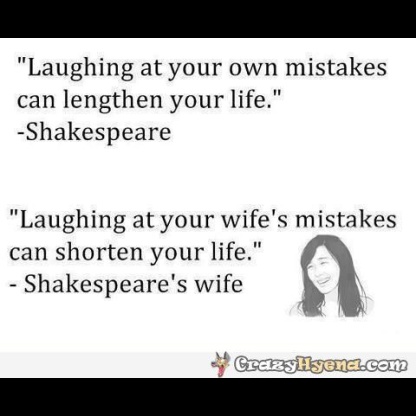 "Laughing at your own mistakes
can lengthen your life."
-Shakespeare
"Laughing at your wife's mistakes
can shorten your life."
- Shakespeare's wife
CrazyHyena.com